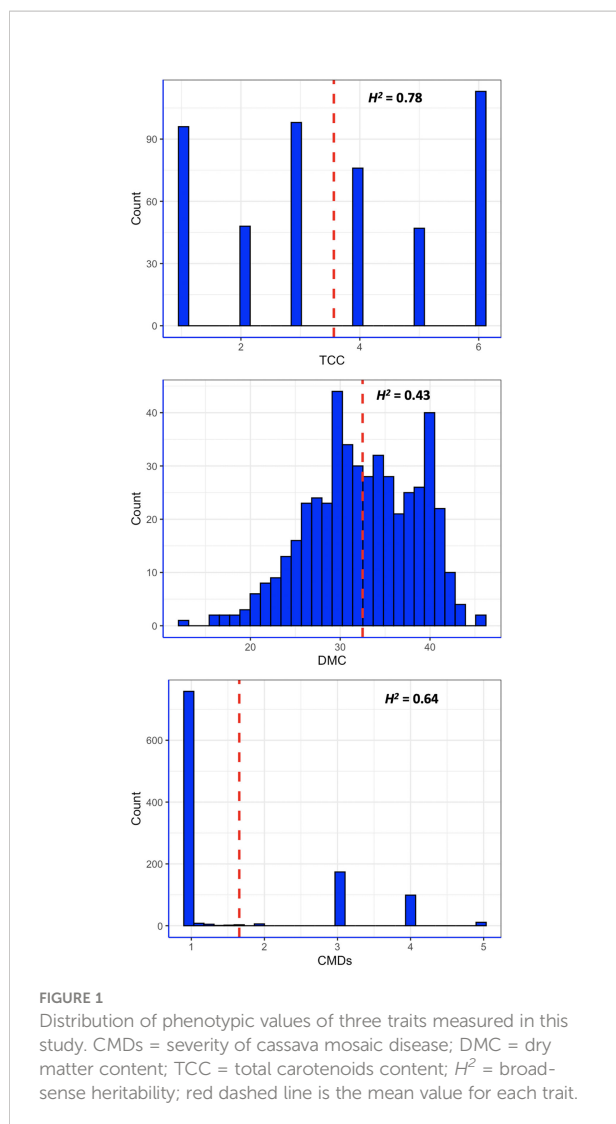 H² = 0.78
90
60
30
0
Count
2
4
6
TCC
H² = 0.43
40
30
20
10
0
Count
20
30
40
DMC
H² = 0.64
600
400
200
0
Count
1
2
3
4
5
CMDs
FIGURE 1
Distribution of phenotypic values of three traits measured in this
study. CMDs = severity of cassava mosaic disease; DMC = dry
matter content; TCC = total carotenoids content; H² = broad-
sense heritability; red dashed line is the mean value for each trait.